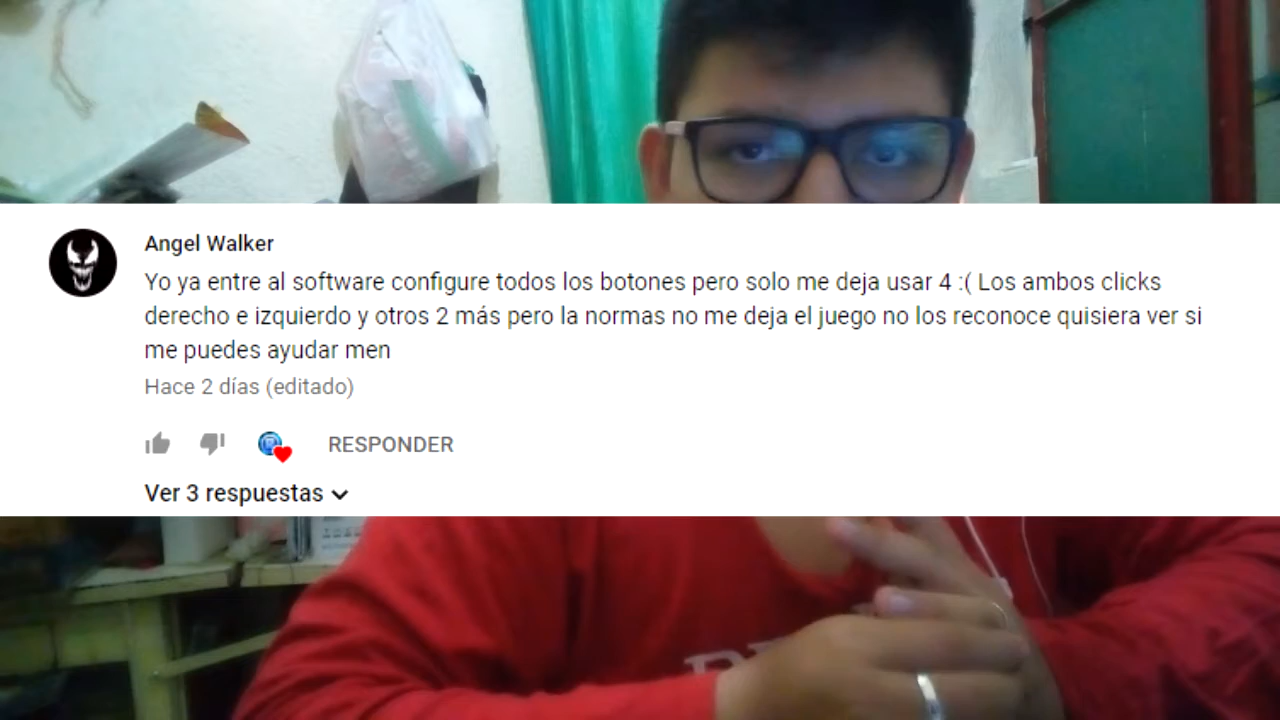 Angel Walker
Yo ya entre al software configure todos los botones pero solo me deja usar 4 :( Los ambos clicks
derecho e izquierdo y otros 2 más pero la normas no me deja el juego no los reconoce quisiera ver si
me puedes ayudar men
Hace 2 días (editado)
RESPONDER
Ver 3 respuestas